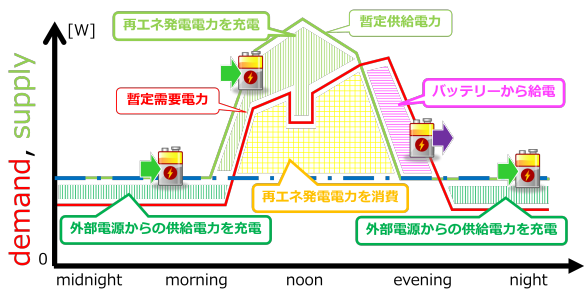 再エネ発電電力を充電
暫定供給電力
[W]
暫定需要電力
バッテリーから給電
demand, supply
再エネ発電電力を消費
外部電源からの供給電力を充電
外部電源からの供給電力を充電
0
midnight morning noon evening night